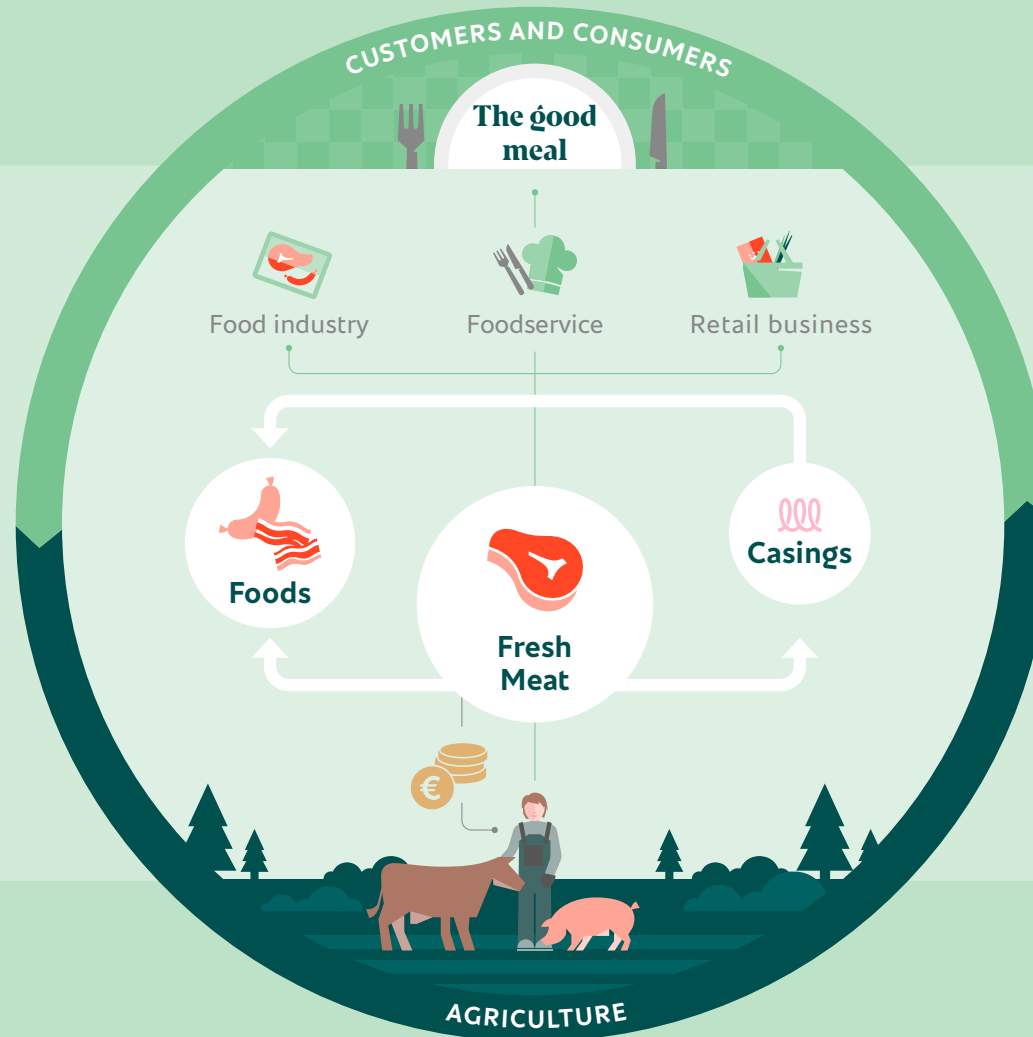 CUSTOMERS AND CONSUMERS
The good
meal
Food industry
Foodservice
Retail business
Foods
Fresh
Meat
Casings
€
AGRICULTURE